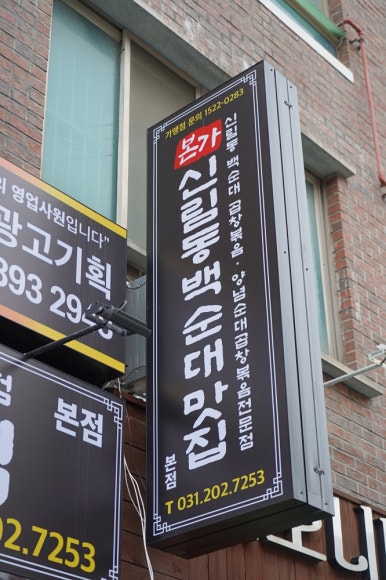 가맹점 문의 1522-0283
본가
신림동백순대맛집
본점
신림동 백순대 곱창볶음 양념순대곱창볶음전문점
T 031.202.7253
의 영업사원입니다"
광고기획
본점
02.7253